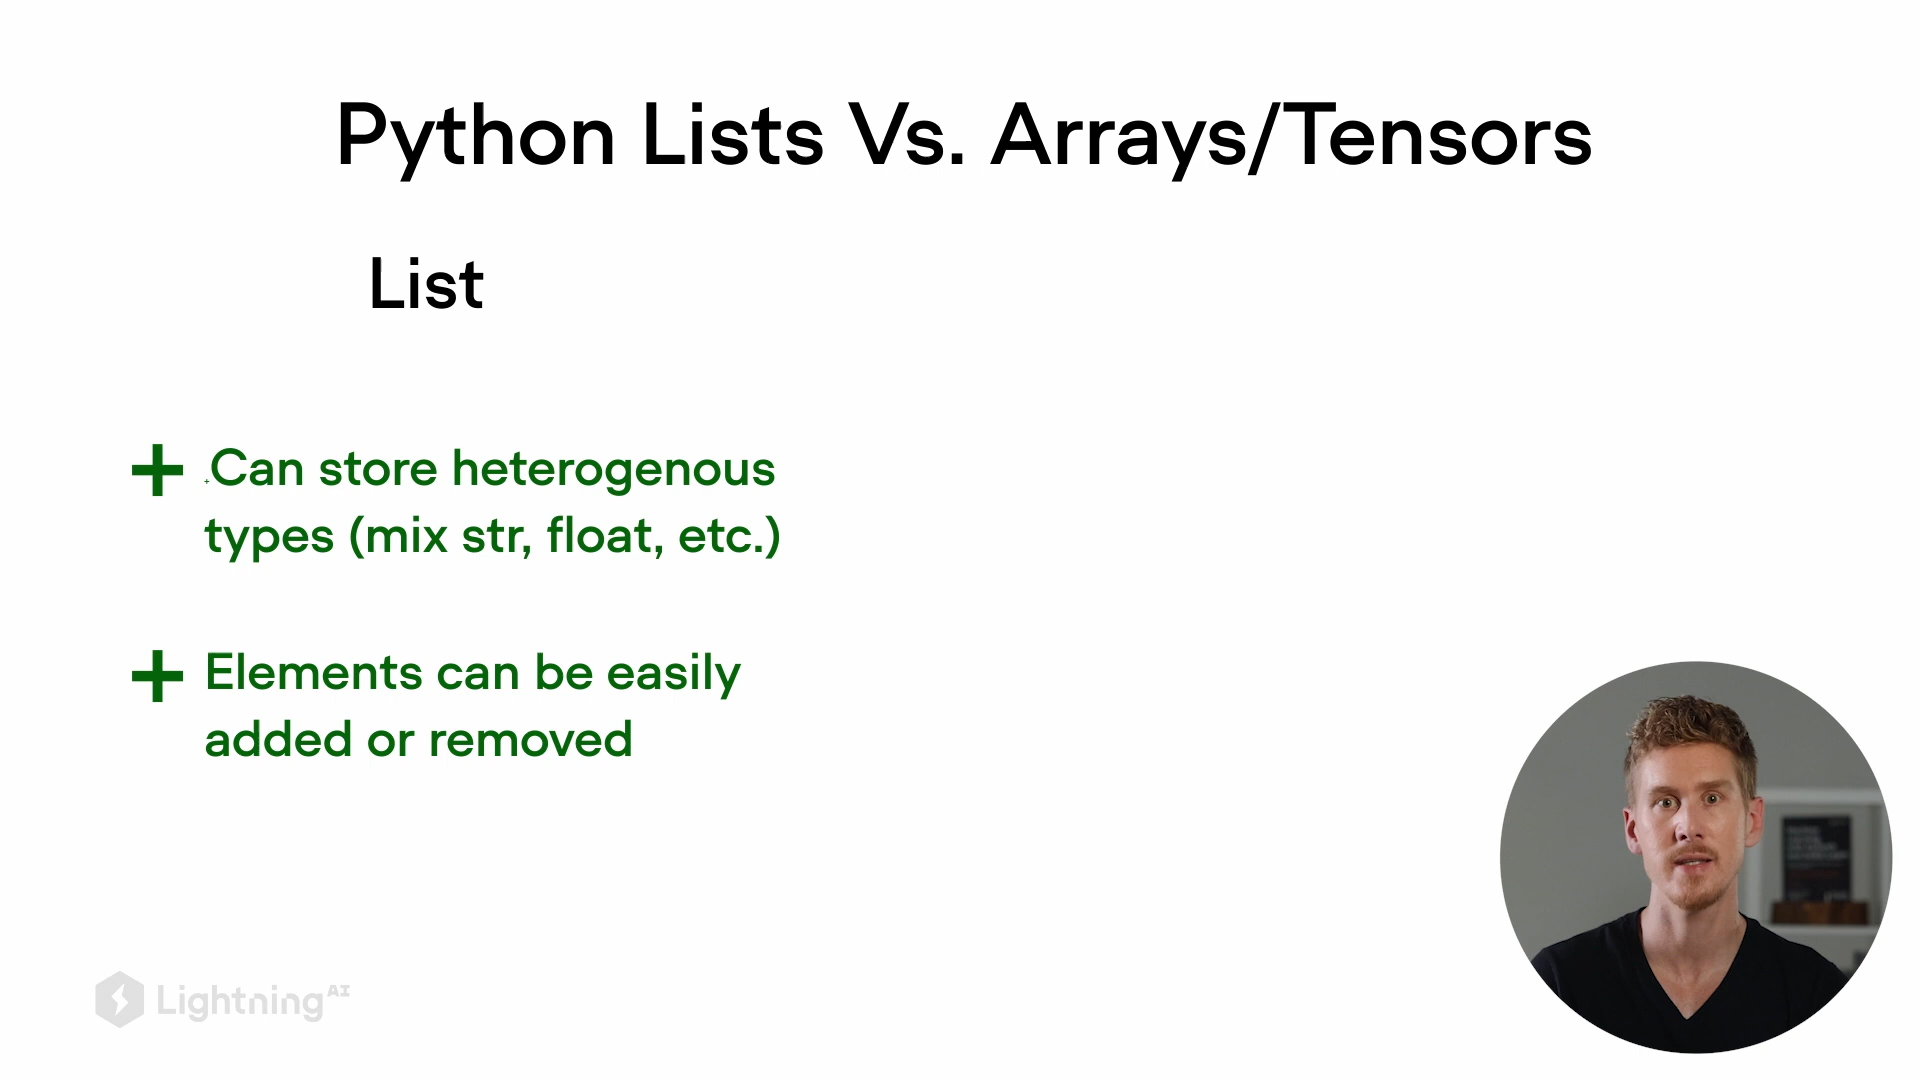 Python Lists Vs. Arrays/Tensors
List
+ Can store heterogenous
types (mix str, float, etc.)
+ Elements can be easily
added or removed
Lightning AI